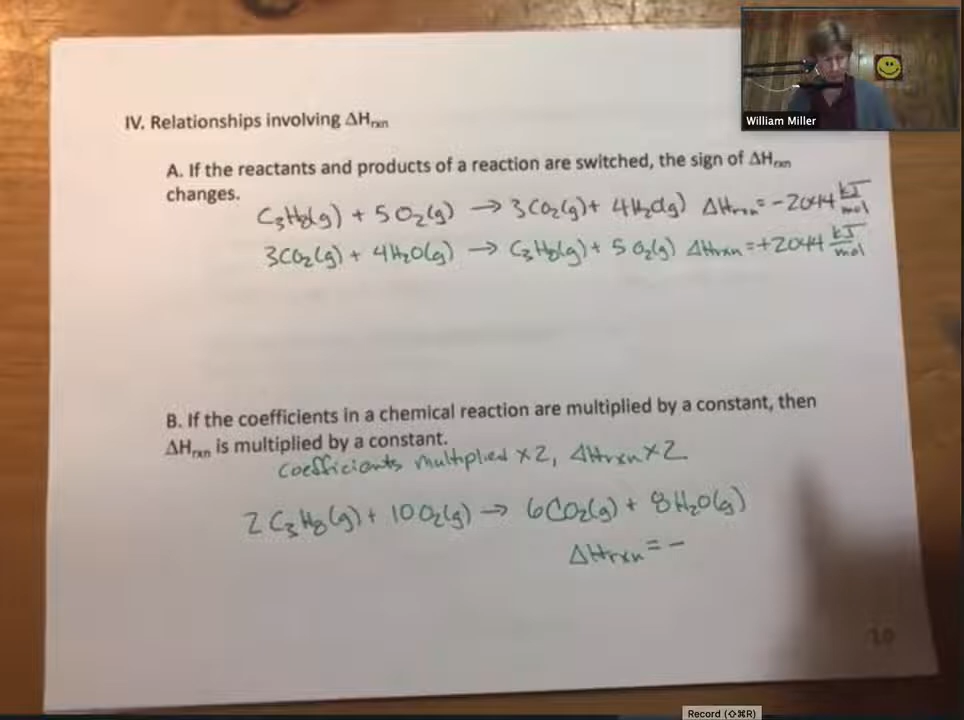 William Miller
IV. Relationships involving ΔHrxn
A. If the reactants and products of a reaction are switched, the sign of ΔHrxn
changes.
C3H8(g) + 5O2(g) → 3CO2(g) + 4H2O(g) ΔHrxn = -2044 kJ/mol
3CO2(g) + 4H2O(g) → C3H8(g) + 5O2(g) ΔHrxn = +2044 kJ/mol
B. If the coefficients in a chemical reaction are multiplied by a constant, then
ΔHrxn is multiplied by a constant.
coefficients multiplied ×2, ΔHrxn×2
2C3H8(g) + 10O2(g) → 6CO2(g) + 8H2O(g)
ΔHrxn = -
10
Record (⇧⌘R)